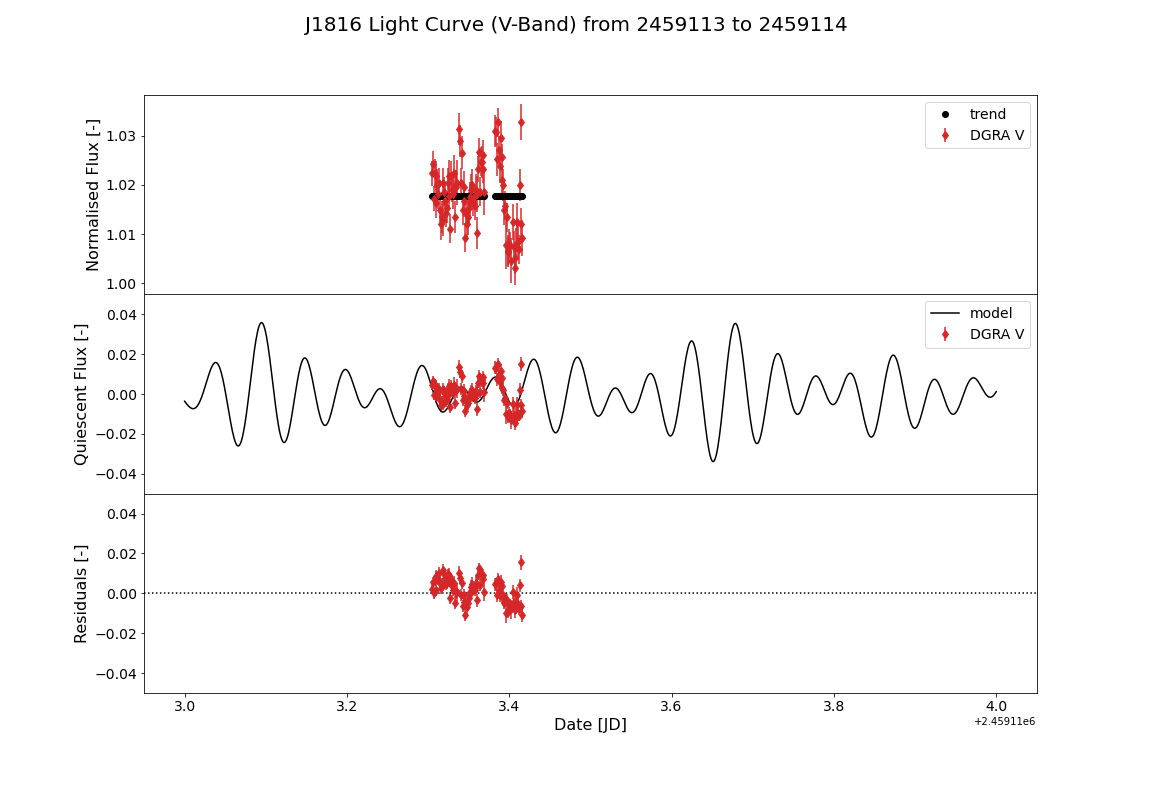 J1816 Light Curve (V-Band) from 2459113 to 2459114
Normalised Flux [-]
1.03
1.02
1.01
1.00
trend
DGRA V
Quiescent Flux [-]
0.04
0.02
0.00
−0.02
−0.04
model
DGRA V
Residuals [-]
0.04
0.02
0.00
−0.02
−0.04
3.0 3.2 3.4 3.6 3.8 4.0
+2.45911e6
Date [JD]